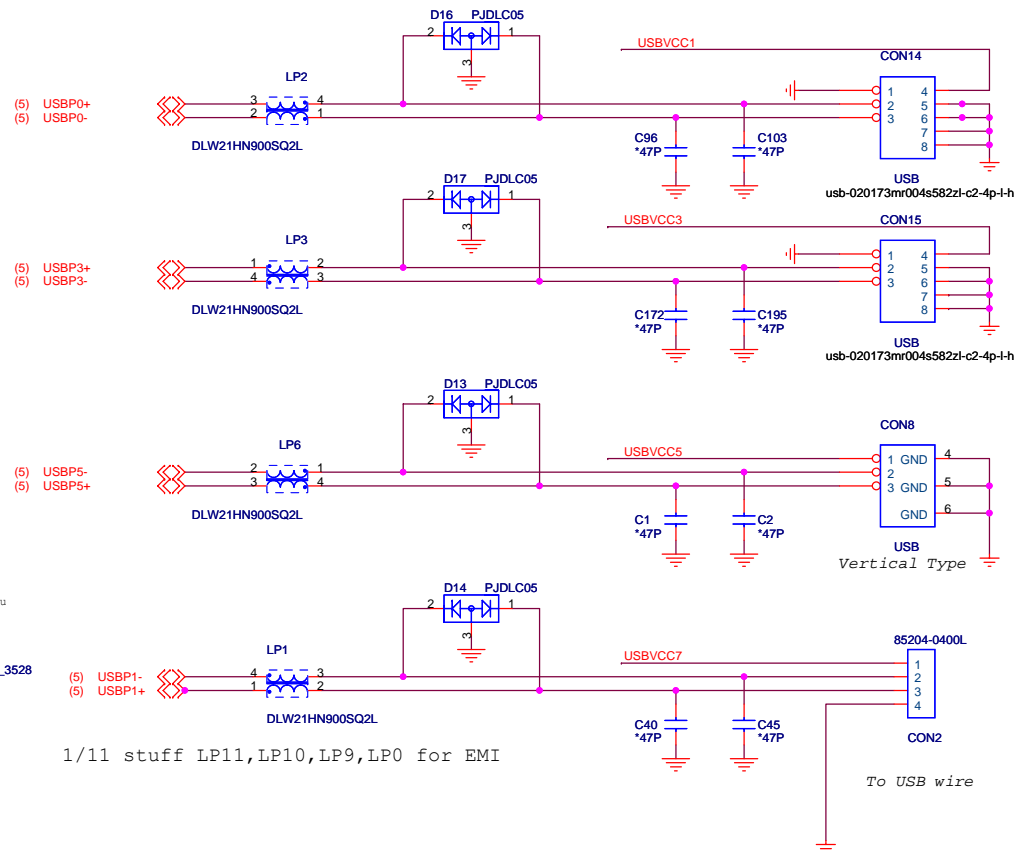 D16 PJDLC05
2 1
3
USBVCC1
CON14
LP2
(5) USBP0+
3 4
(5) USBP0-
2 1
DLW21HN900SQ2L
1 4
2 5
3 6
7
8
C96
*47P
C103
*47P
USB
usb-020173mr004s582zl-c2-4p-l-h
D17 PJDLC05
2 1
3
USBVCC3
CON15
LP3
(5) USBP3+
1 2
(5) USBP3-
4 3
DLW21HN900SQ2L
1 4
2 5
3 6
7
8
C172
*47P
C195
*47P
USB
usb-020173mr004s582zl-c2-4p-l-h
D13 PJDLC05
2 1
3
USBVCC5
CON8
LP6
(5) USBP5-
2 1
(5) USBP5+
3 4
DLW21HN900SQ2L
1 GND 4
2
3 GND 5
GND 6
C1
*47P
C2
*47P
USB
Vertical Type
D14 PJDLC05
2 1
3
u
_3528
USBVCC7
85204-0400L
LP1
(5) USBP1-
4 3
(5) USBP1+
1 2
DLW21HN900SQ2L
1
2
3
4
C40
*47P
C45
*47P
CON2
1/11 stuff LP11,LP10,LP9,LP0 for EMI
To USB wire